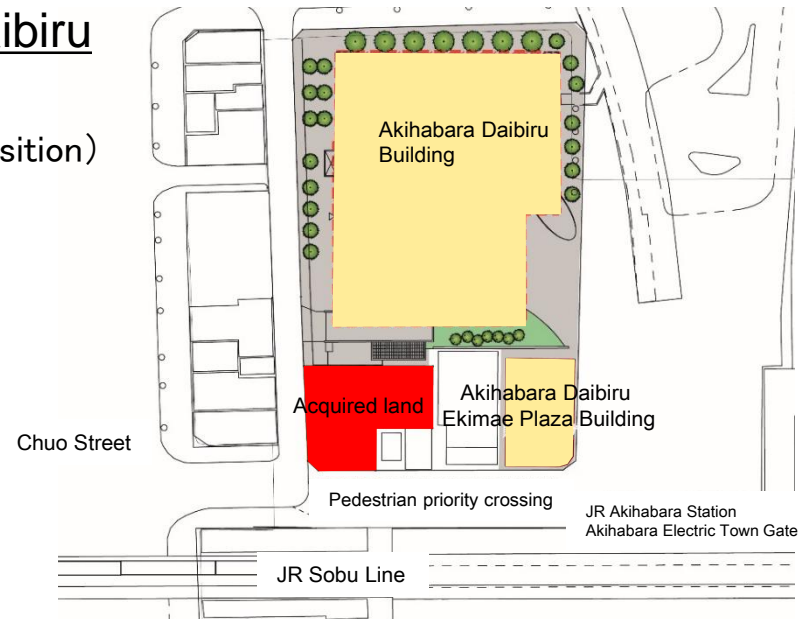 ibiru
sition）
Akihabara Daibiru
Building
Acquired land
Akihabara Daibiru
Ekimae Plaza Building
Chuo Street
Pedestrian priority crossing
JR Akihabara Station
Akihabara Electric Town Gate
JR Sobu Line